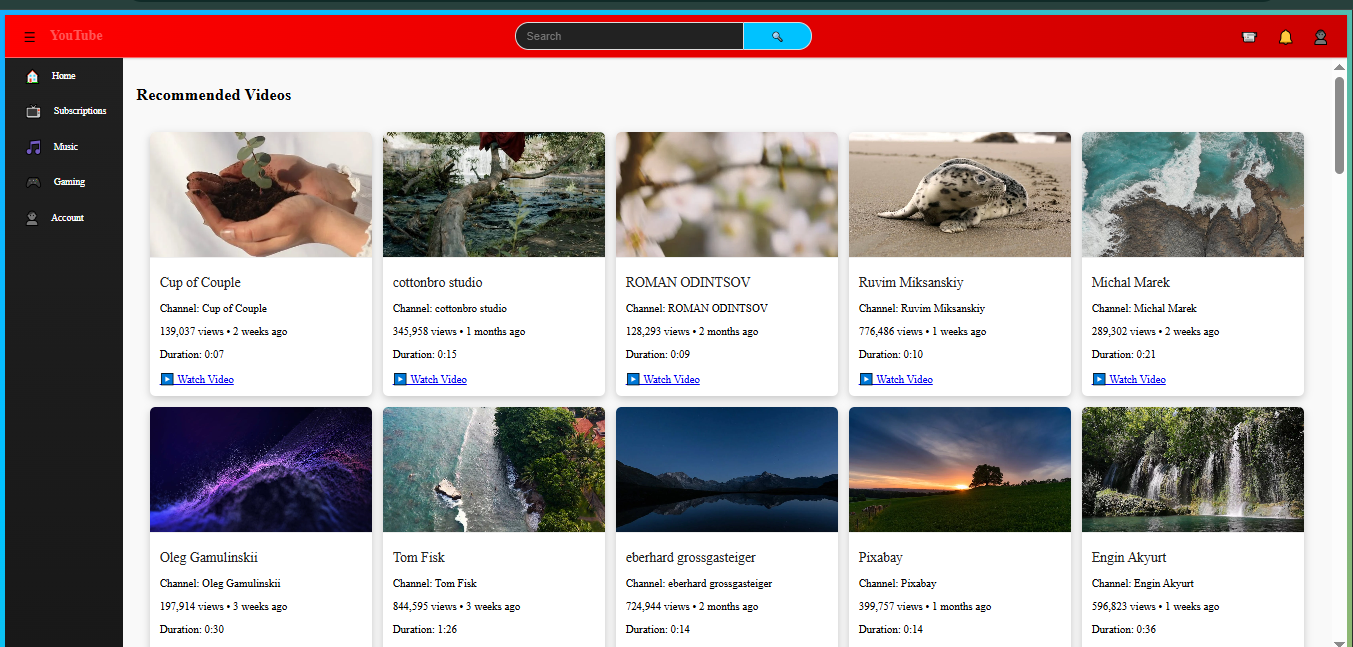 YouTube
Search
Home
Subscriptions
Music
Gaming
Account
Recommended Videos
Cup of Couple
Channel: Cup of Couple
139,037 views • 2 weeks ago
Duration: 0:07
Watch Video
cottonbro studio
Channel: cottonbro studio
345,958 views • 1 months ago
Duration: 0:15
Watch Video
ROMAN ODINTSOV
Channel: ROMAN ODINTSOV
128,293 views • 2 months ago
Duration: 0:09
Watch Video
Ruvim Miksanskiy
Channel: Ruvim Miksanskiy
776,486 views • 1 weeks ago
Duration: 0:10
Watch Video
Michal Marek
Channel: Michal Marek
289,302 views • 2 weeks ago
Duration: 0:21
Watch Video
Oleg Gamulinskii
Channel: Oleg Gamulinskii
197,914 views • 3 weeks ago
Duration: 0:30
Tom Fisk
Channel: Tom Fisk
844,595 views • 3 weeks ago
Duration: 1:26
eberhard grossgasteiger
Channel: eberhard grossgasteiger
724,944 views • 2 months ago
Duration: 0:14
Pixabay
Channel: Pixabay
399,757 views • 1 months ago
Duration: 0:14
Engin Akyurt
Channel: Engin Akyurt
596,823 views • 1 weeks ago
Duration: 0:36